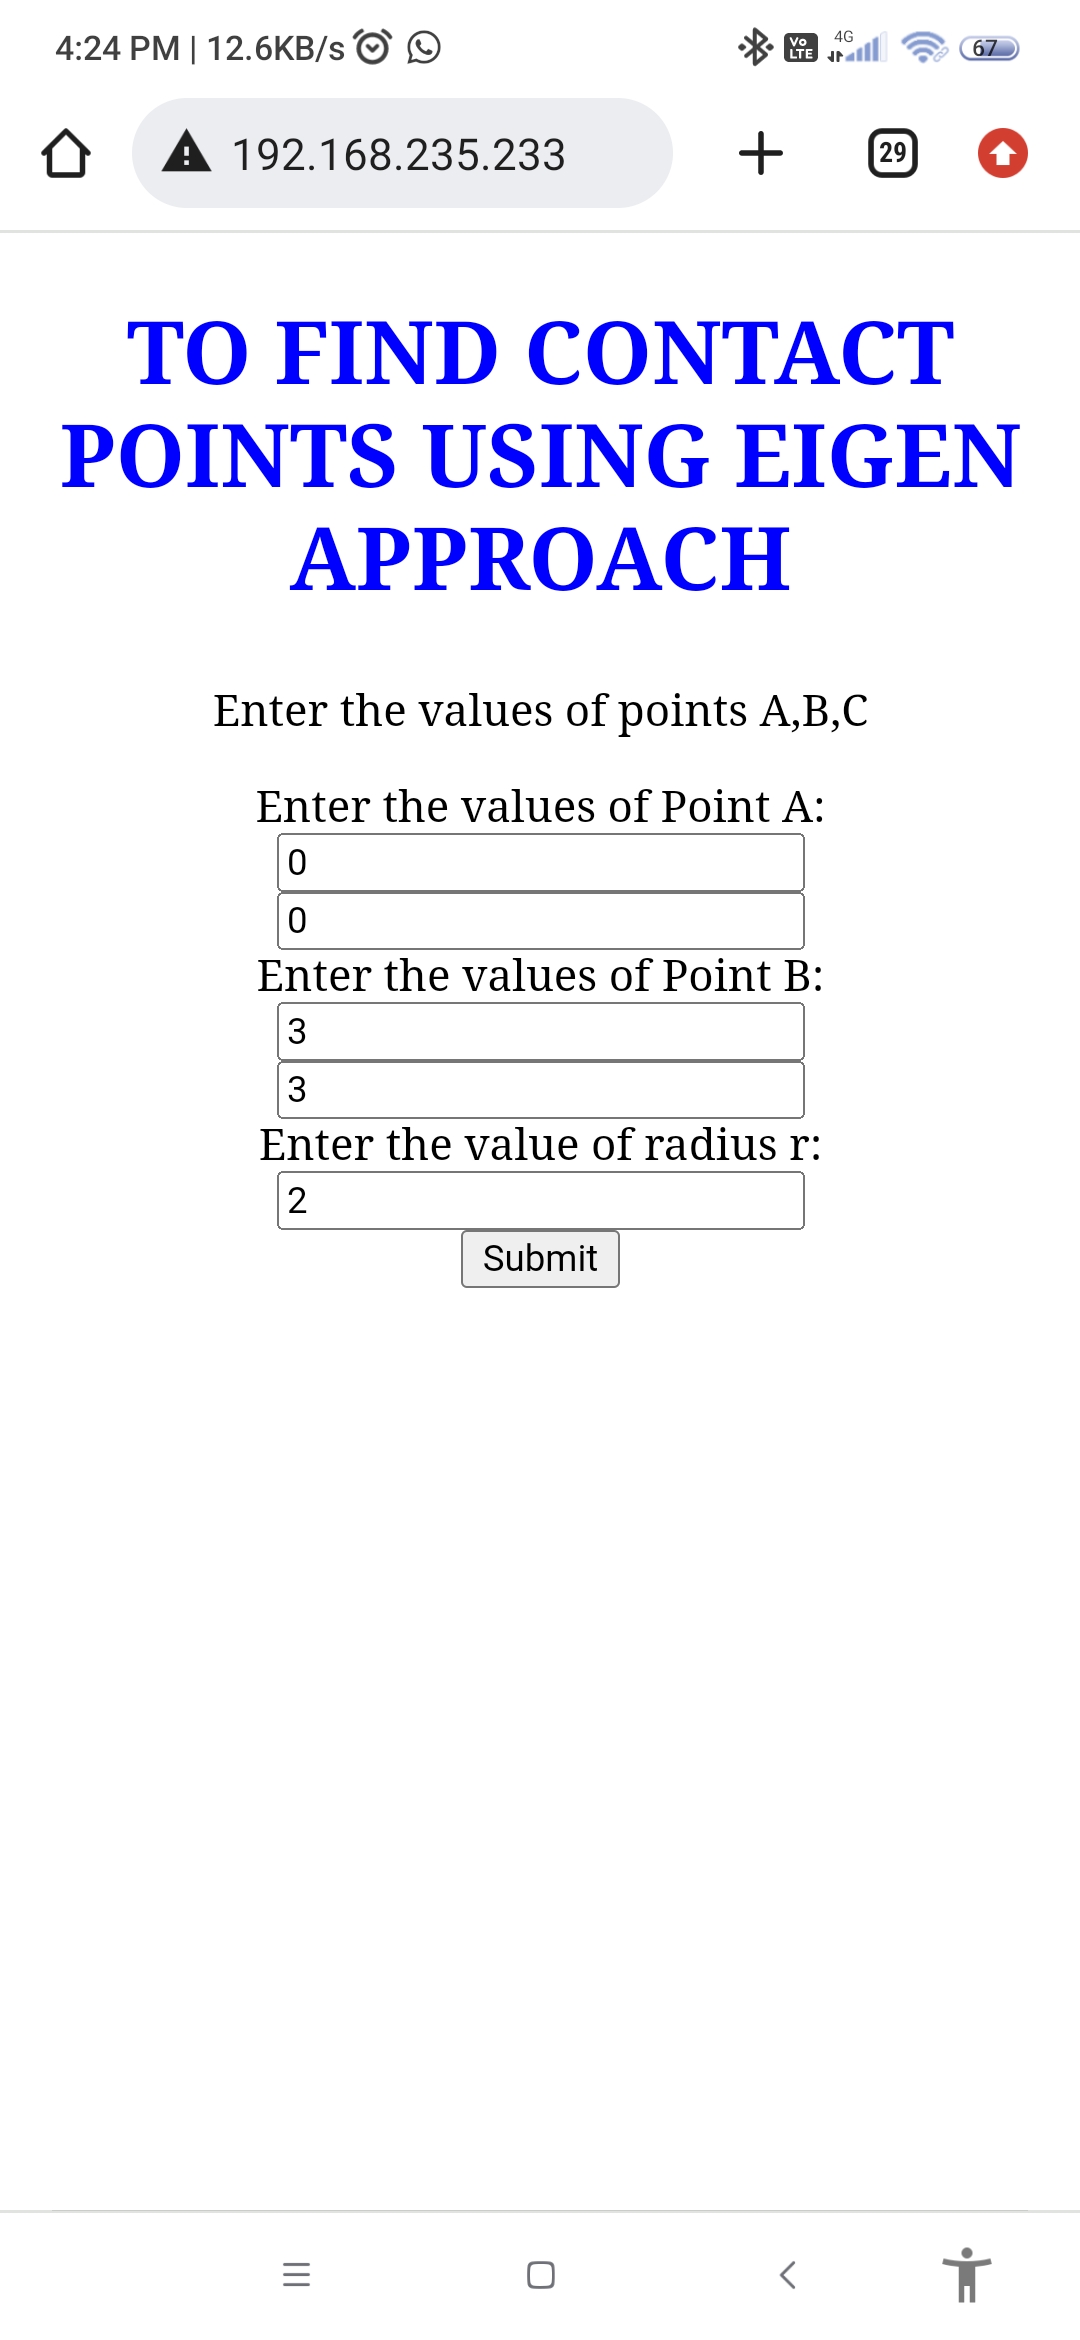 4:24 PM | 12.6KB/s
Vo LTE 4G 67
192.168.235.233
29
TO FIND CONTACT
POINTS USING EIGEN
APPROACH
Enter the values of points A,B,C
Enter the values of Point A:
0
0
Enter the values of Point B:
3
3
Enter the value of radius r:
2
Submit